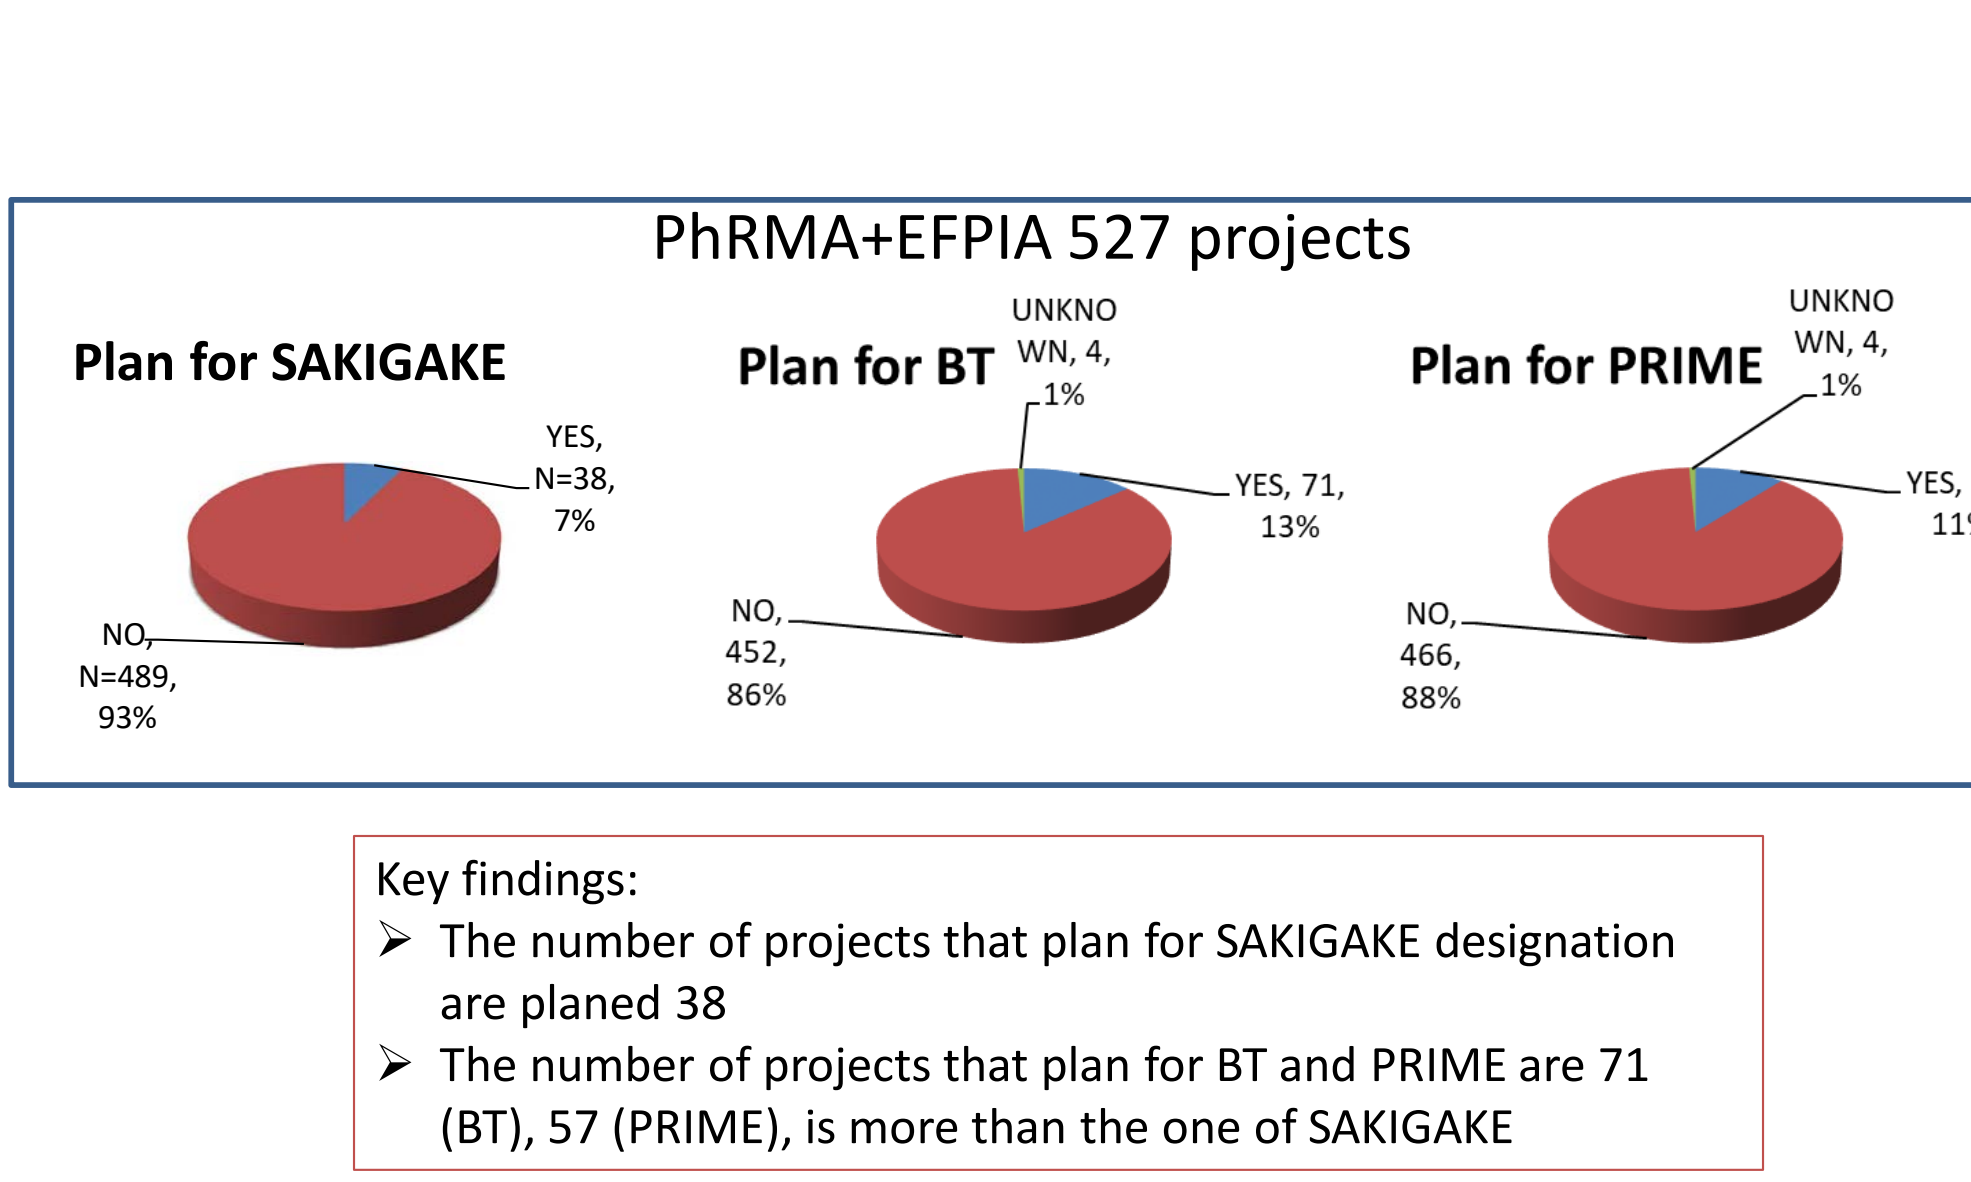 PhRMA+EFPIA 527 projects
Plan for SAKIGAKE
YES,
N=38,
7%
NO,
N=489,
93%
Plan for BT
UNKNO
WN, 4,
1%
YES, 71,
13%
NO,
452,
86%
Plan for PRIME
UNKNO
WN, 4,
1%
YES,
11%
NO,
466,
88%
Key findings:
➢ The number of projects that plan for SAKIGAKE designation
are planed 38
➢ The number of projects that plan for BT and PRIME are 71
(BT), 57 (PRIME), is more than the one of SAKIGAKE